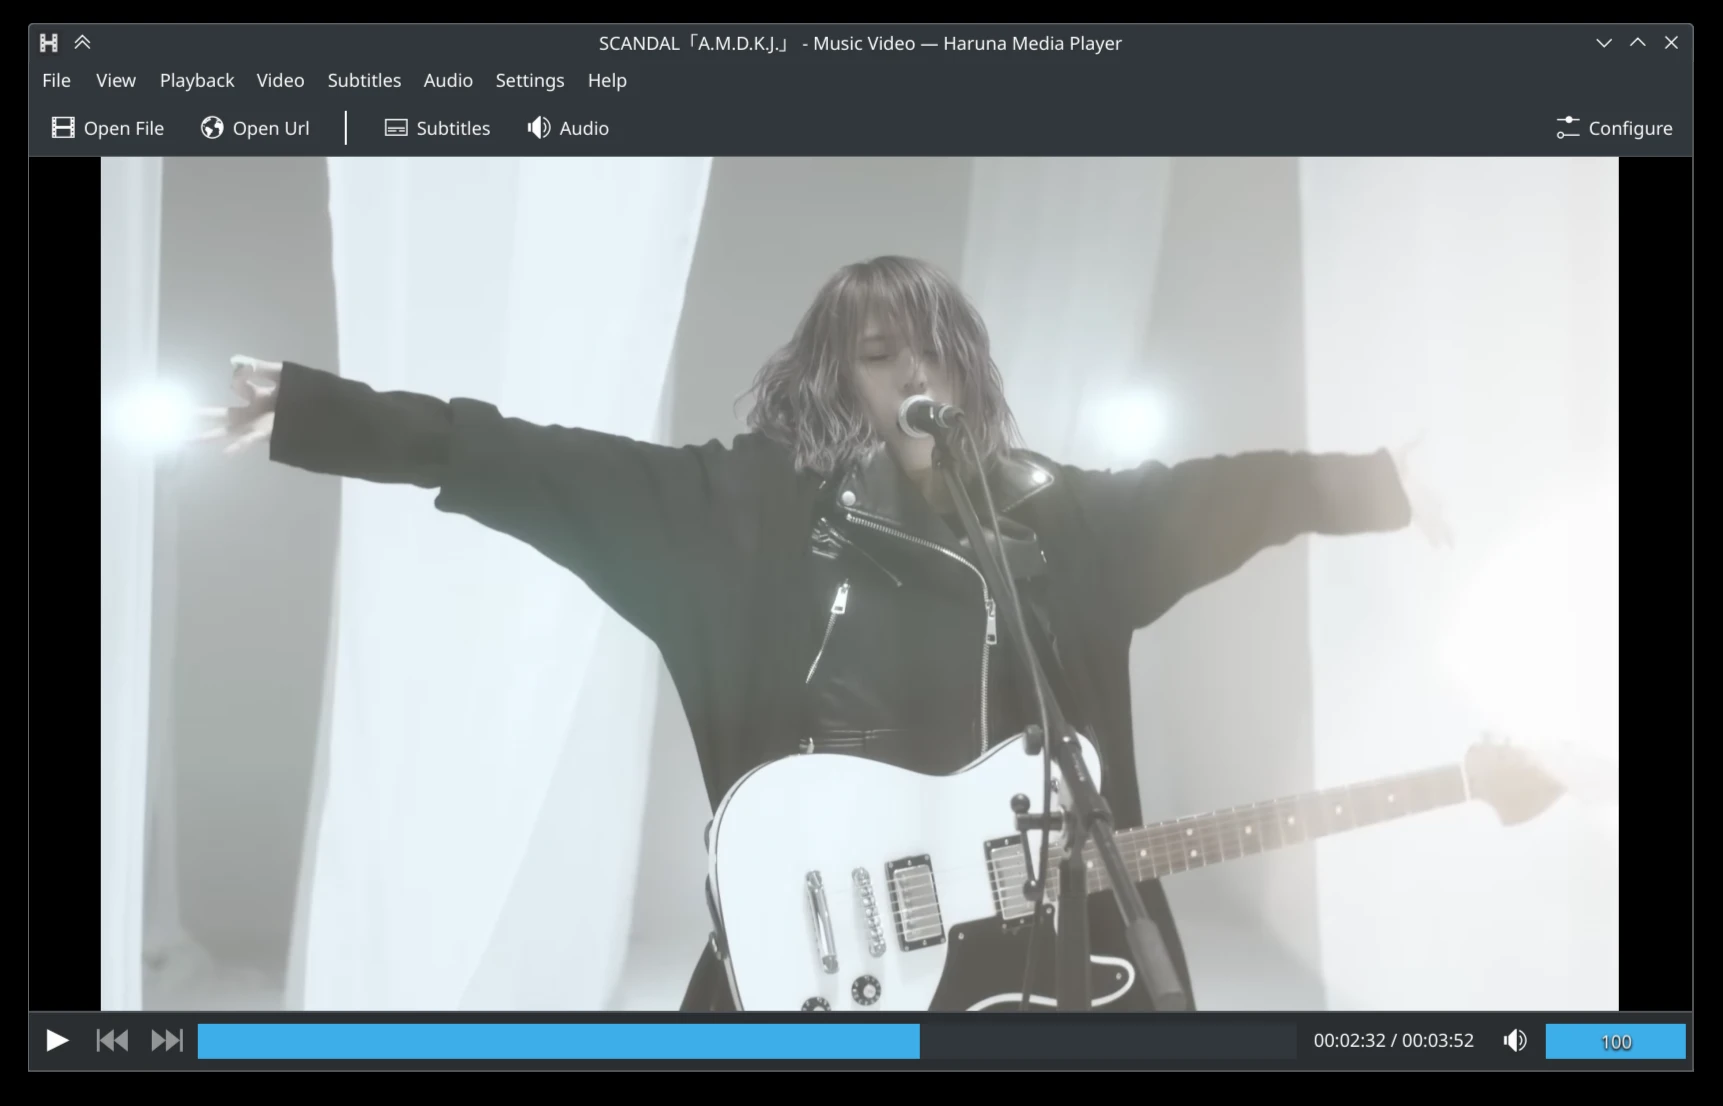 SCANDAL「A.M.D.K.J.」 - Music Video — Haruna Media Player
File View Playback Video Subtitles Audio Settings Help
Open File Open Url Subtitles Audio Configure
00:02:32 / 00:03:52 100